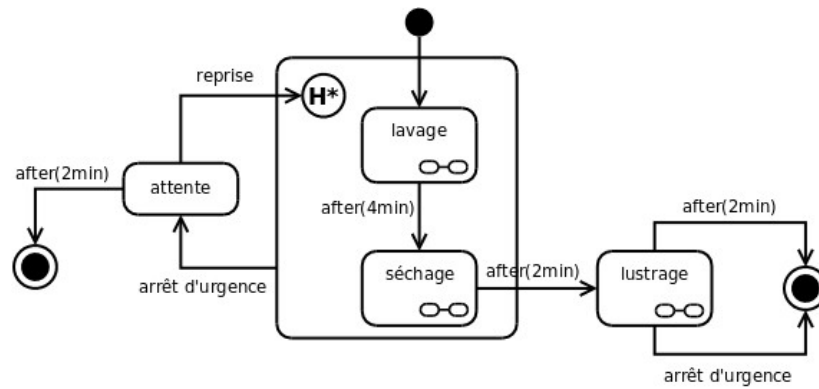 reprise
H*
lavage
after(2min)
attente
after(4min)
after(2min)
arrêt d'urgence
séchage
after(2min)
lustrage
arrêt d'urgence